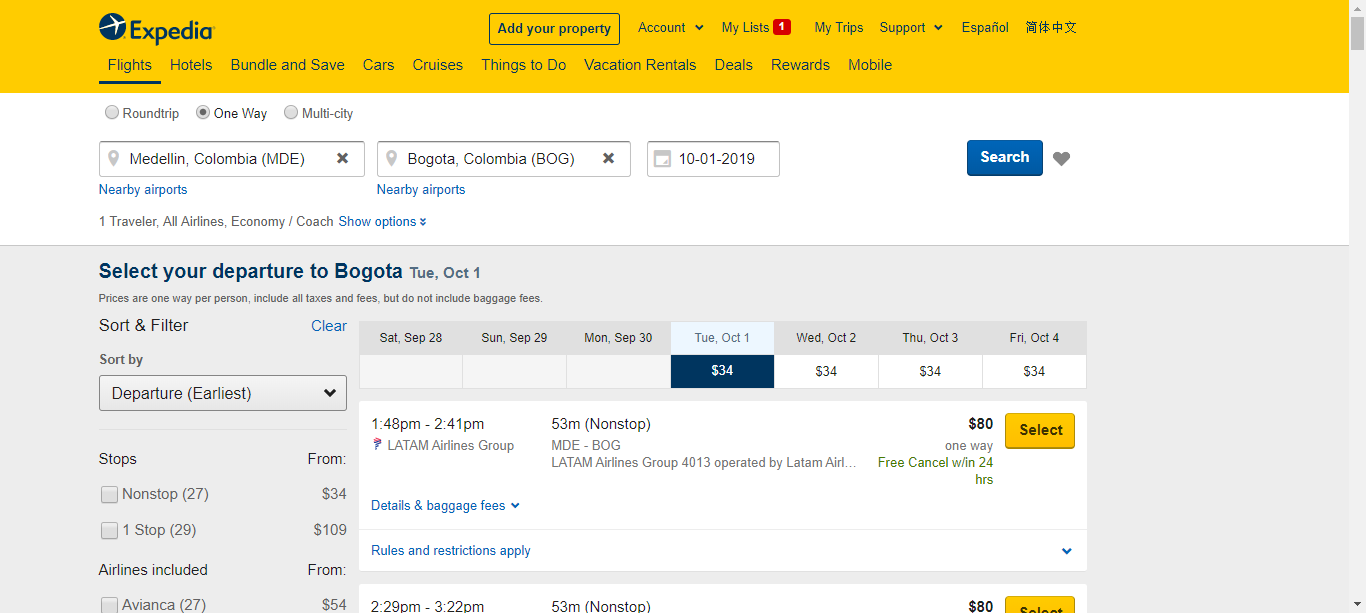 Expedia
Add your property
Account
My Lists 1
My Trips
Support
Español
简体中文
Flights
Hotels
Bundle and Save
Cars
Cruises
Things to Do
Vacation Rentals
Deals
Rewards
Mobile
Roundtrip
One Way
Multi-city
Medellin, Colombia (MDE)
Bogota, Colombia (BOG)
10-01-2019
Search
Nearby airports
Nearby airports
1 Traveler, All Airlines, Economy / Coach Show options
Select your departure to Bogota Tue, Oct 1
Prices are one way per person, include all taxes and fees, but do not include baggage fees.
Sort & Filter
Clear
Sort by
Departure (Earliest)
Stops From:
Nonstop (27) $34
1 Stop (29) $109
Airlines included From:
Avianca (27) $54
Sat, Sep 28
Sun, Sep 29
Mon, Sep 30
Tue, Oct 1
Wed, Oct 2
Thu, Oct 3
Fri, Oct 4
$34
$34
$34
$34
1:48pm - 2:41pm
LATAM Airlines Group
53m (Nonstop)
MDE - BOG
LATAM Airlines Group 4013 operated by Latam Airl...
$80
one way
Free Cancel w/in 24
hrs
Select
Details & baggage fees
Rules and restrictions apply
2:29pm - 3:22pm
53m (Nonstop)
$80
Select